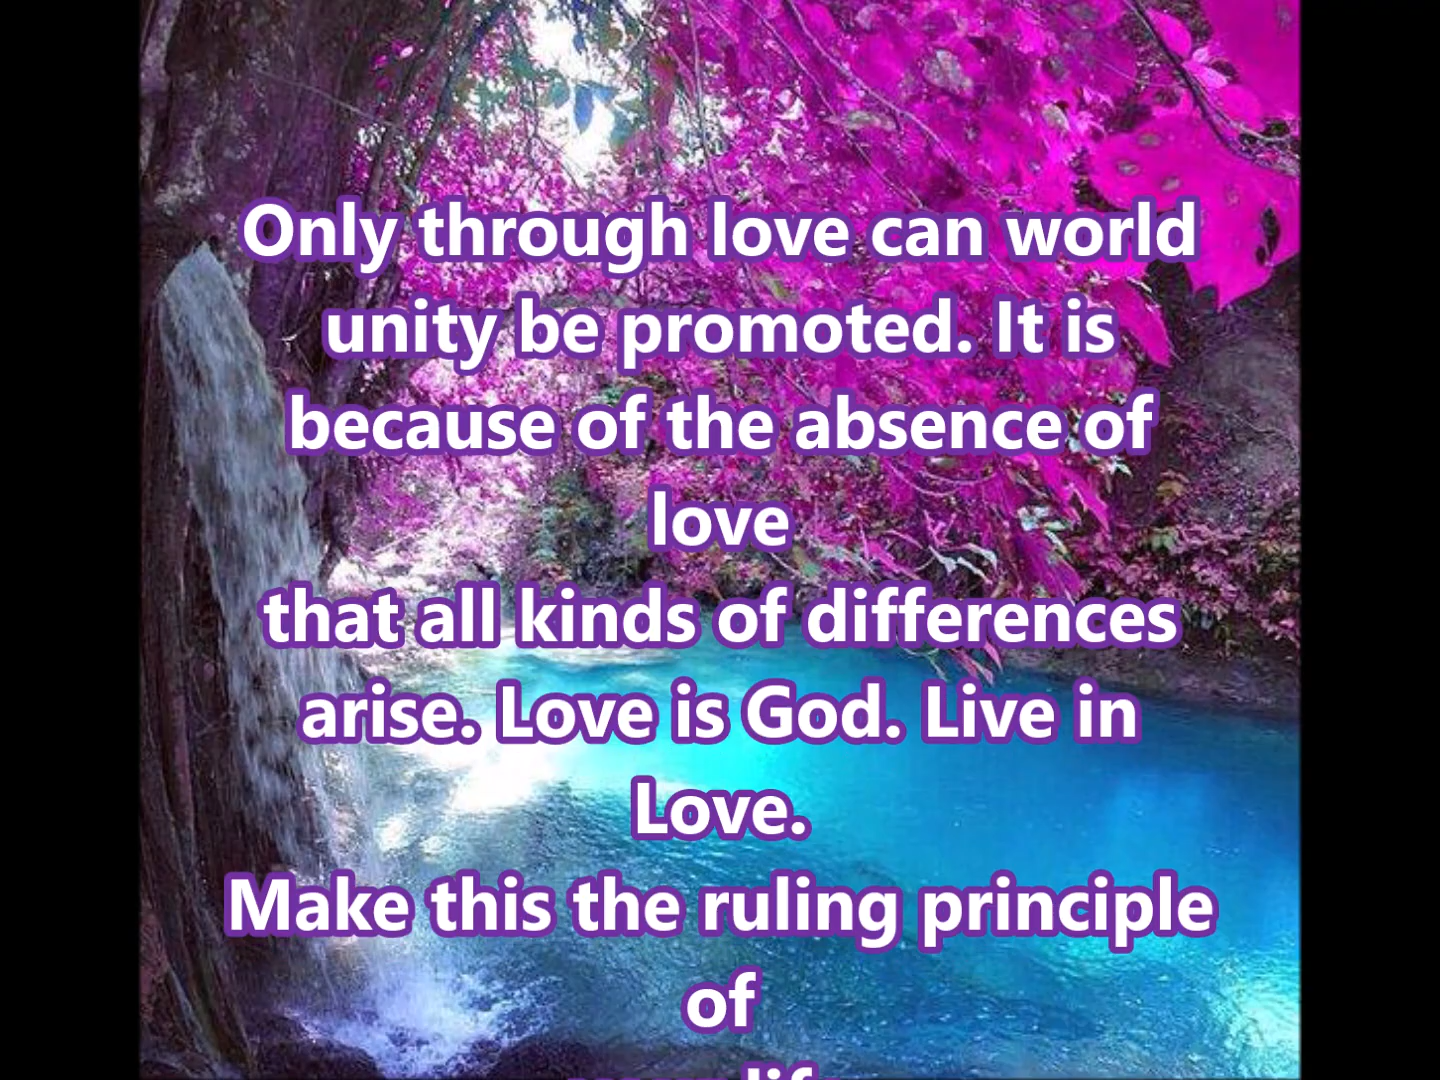 Only through love can world
unity be promoted. It is
because of the absence of
love
that all kinds of differences
arise. Love is God. Live in
Love.
Make this the ruling principle
of